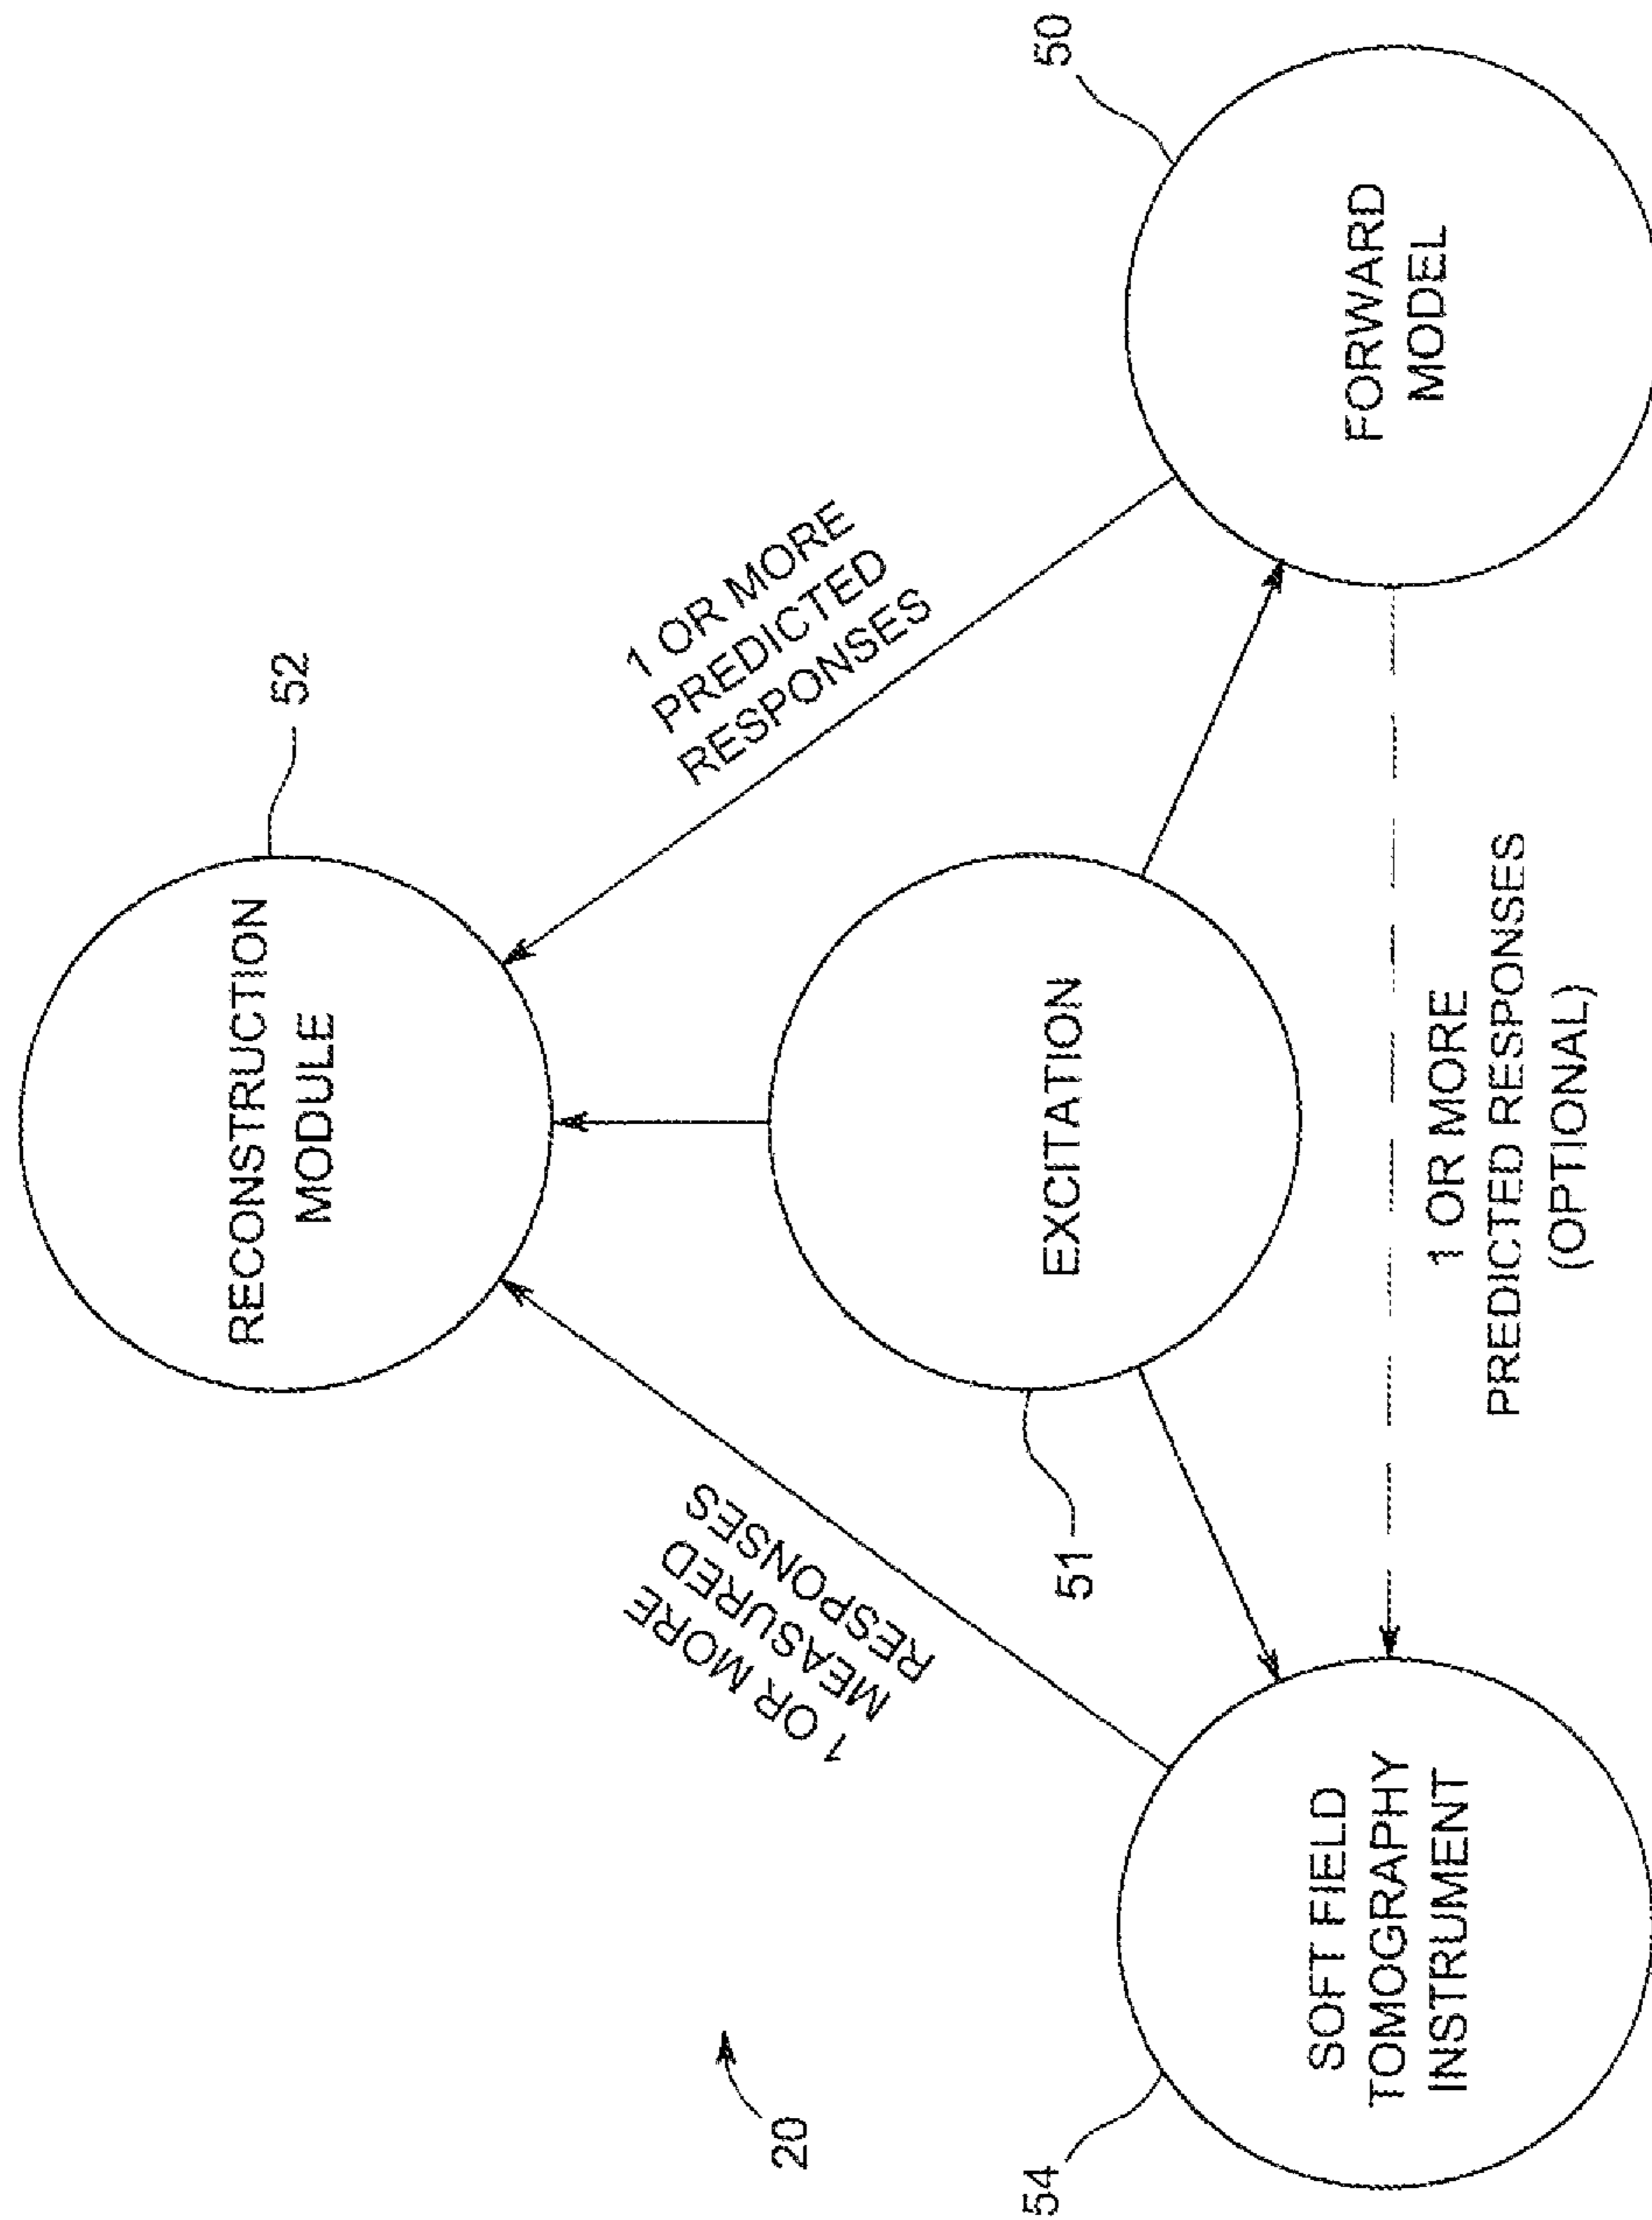 52
RECONSTRUCTION
MODULE
1 OR MORE
MEASURED
RESPONSES
1 OR MORE
PREDICTED
RESPONSES
20
EXCITATION
51
50
54
SOFT FIELD
TOMOGRAPHY
INSTRUMENT
FORWARD
MODEL
1 OR MORE
PREDICTED RESPONSES
(OPTIONAL)